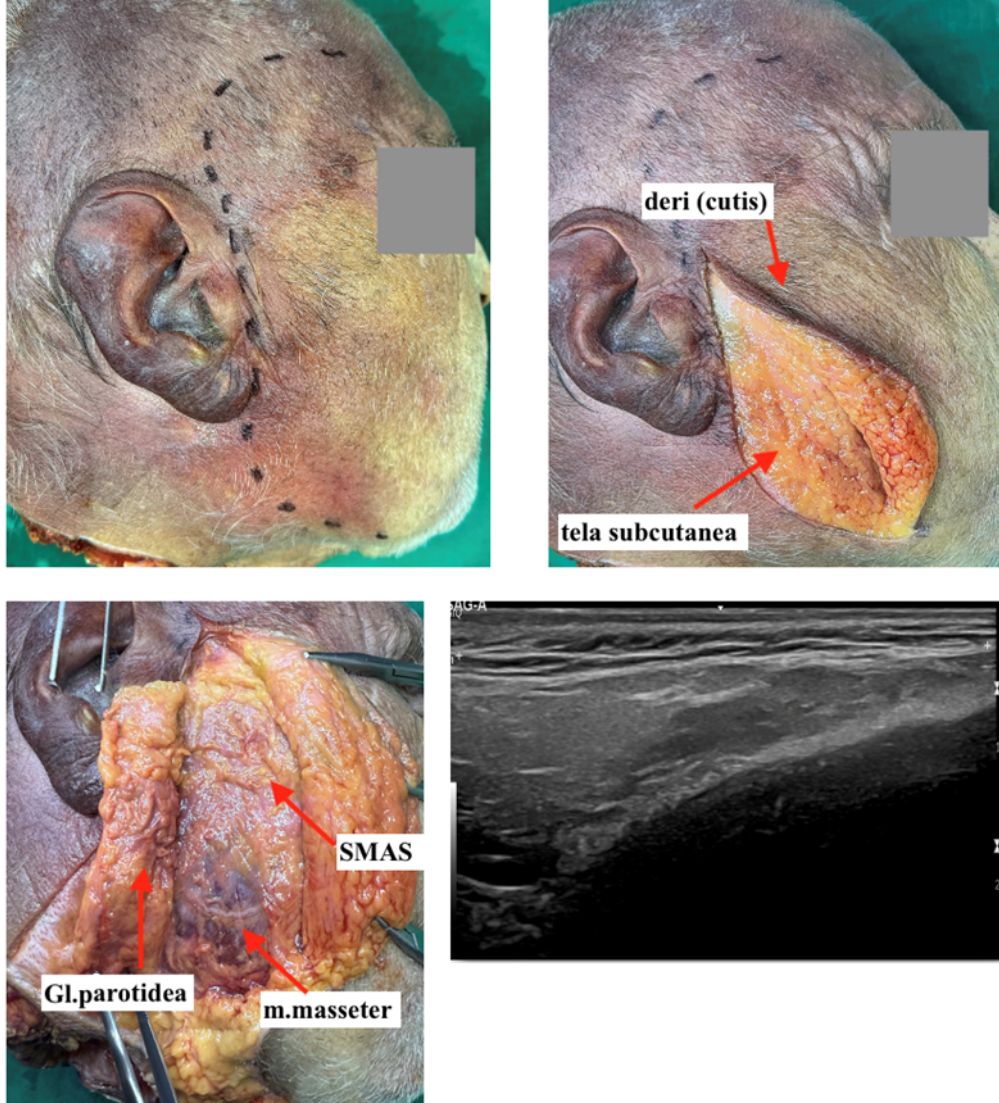 deri (cutis)
tela subcutanea
SMAS
Gl.parotidea
m.masseter
SAG-A